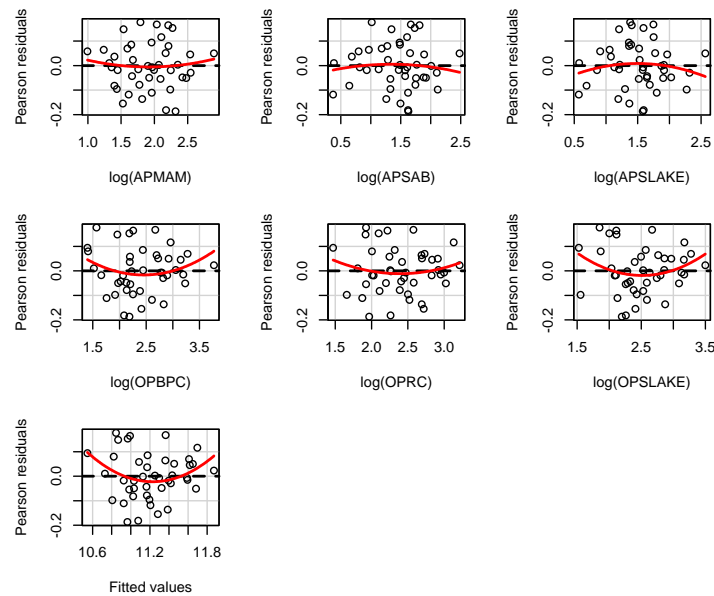 Pearson residuals
0.0
-0.2
1.0 1.5 2.0 2.5
log(APMAM)
Pearson residuals
0.0
-0.2
0.5 1.5 2.5
log(APSAB)
Pearson residuals
0.0
-0.2
0.5 1.5 2.5
log(APSLAKE)
Pearson residuals
0.0
-0.2
1.5 2.5 3.5
log(OPBPC)
Pearson residuals
0.0
-0.2
1.5 2.0 2.5 3.0
log(OPRC)
Pearson residuals
0.0
-0.2
1.5 2.5 3.5
log(OPSLAKE)
Pearson residuals
0.0
-0.2
10.6 11.2 11.8
Fitted values